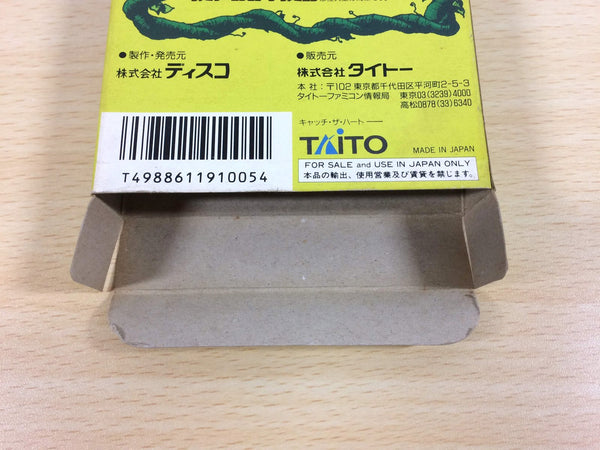 ●製作・発売元
株式会社 ディスコ
●販売元
株式会社 タイトー
本社：〒102 東京都千代田区平河町2-5-3
タイトーファミコン情報局 東京03(3239)4000
高松0878(33)6340
キャッチ・ザ・ハート
TAITO
MADE IN JAPAN
FOR SALE and USE IN JAPAN ONLY
本品の輸出、使用営業及び賃貸を禁じます。
T4988611910054